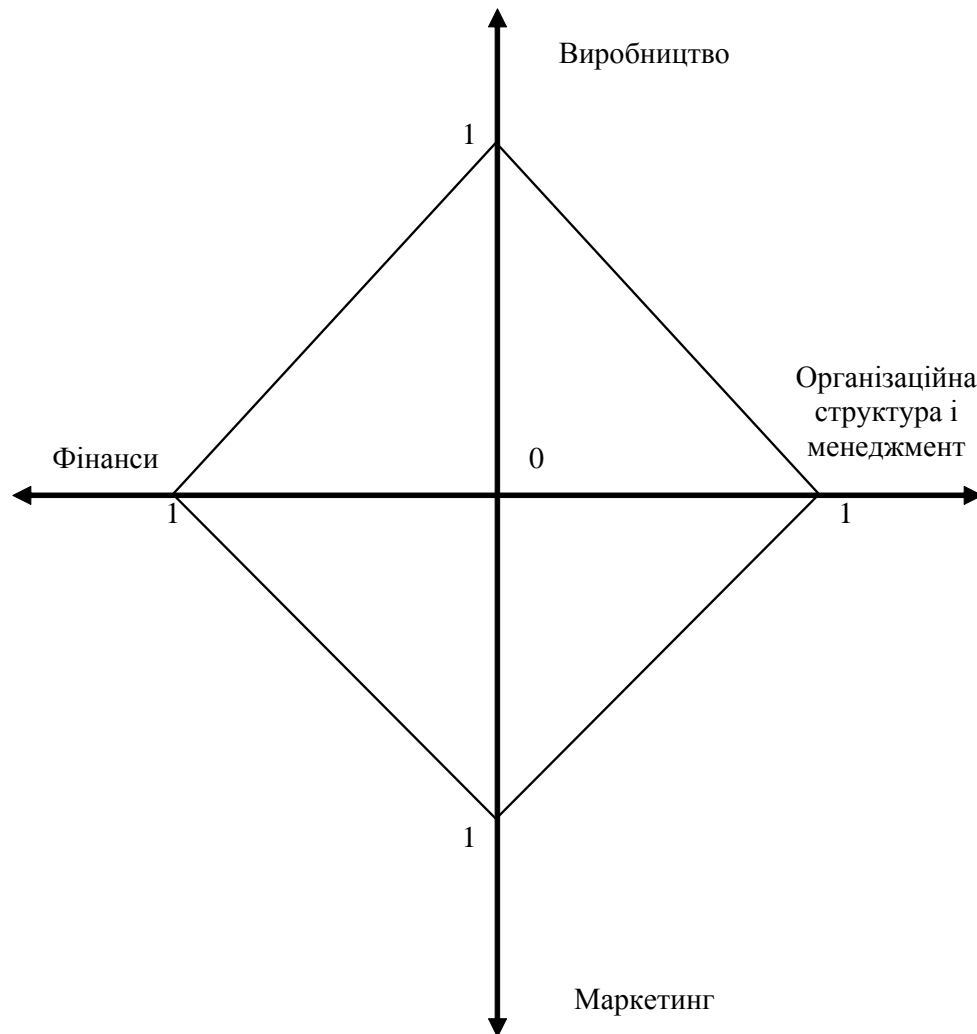 Виробництво
1
Організаційна
структура і
менеджмент
Фінанси
0
1
1
1
Маркетинг